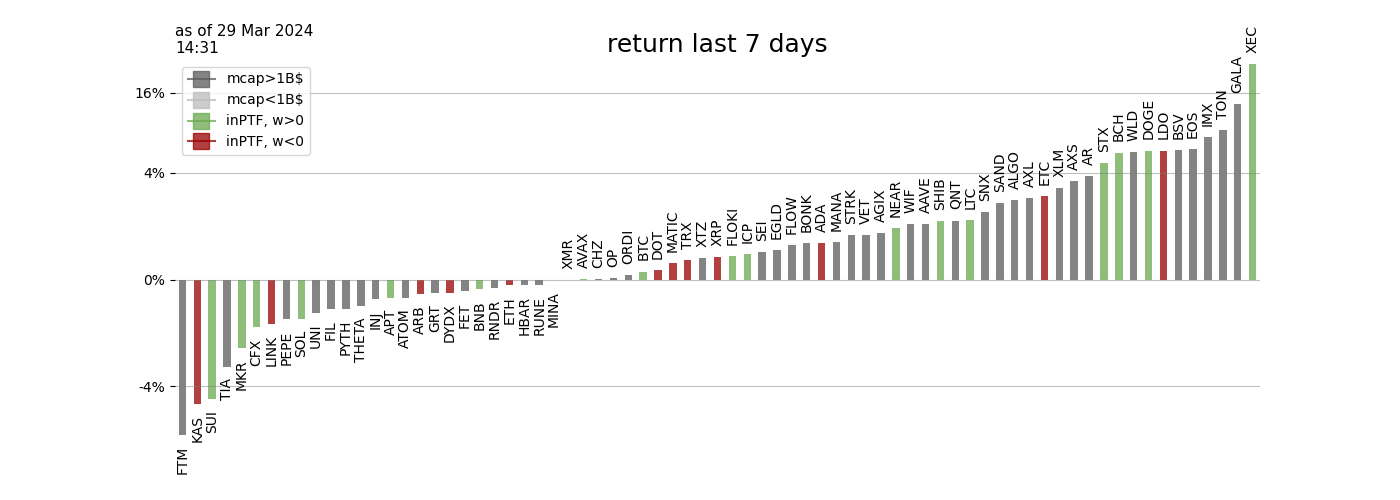 as of 29 Mar 2024
14:31
return last 7 days
mcap>1B$
mcap<1B$
inPTF, w>0
inPTF, w<0
16%
4%
0%
-4%
FTM
KAS
SUI
TIA
MKR
CFX
LINK
PEPE
SOL
UNI
FIL
PYTH
THETA
INJ
APT
ATOM
ARB
GRT
DYDX
FET
BNB
RNDR
ETH
HBAR
RUNE
MINA
XMR
AVAX
CHZ
OP
ORDI
BTC
DOT
MATIC
TRX
XTZ
XRP
FLOKI
ICP
SEI
EGLD
FLOW
BONK
ADA
MANA
STRK
VET
AGIX
NEAR
WIF
AAVE
SHIB
QNT
LTC
SNX
SAND
ALGO
AXL
ETC
XLM
AXS
AR
STX
BCH
WLD
DOGE
LDO
BSV
EOS
IMX
TON
GALA
XEC